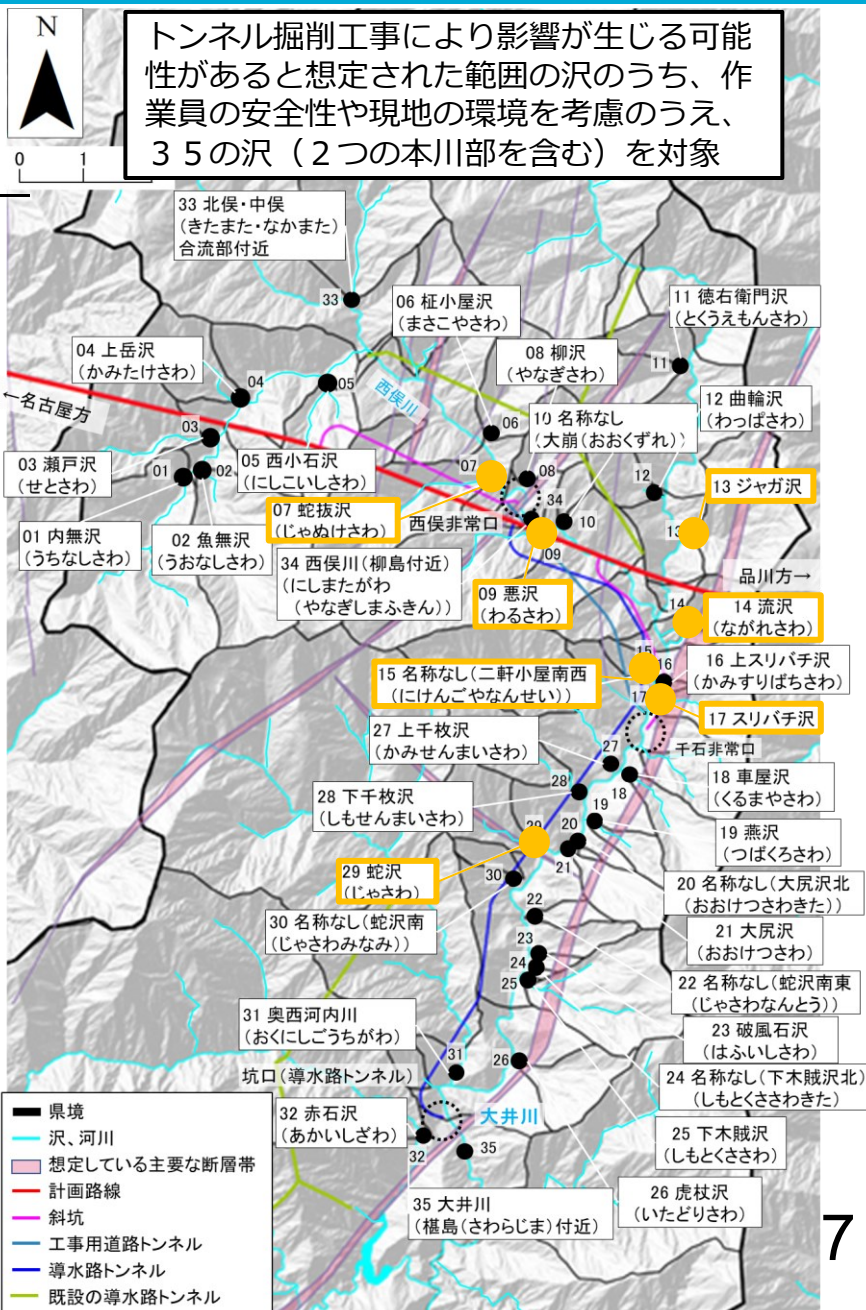 N
0 1
トンネル掘削工事により影響が生じる可能
性があると想定された範囲の沢のうち、作
業員の安全性や現地の環境を考慮のうえ、
３５の沢（２つの本川部を含む）を対象
33 北俣・中俣
（きたまた・なかまた）
合流部付近
33
06 柾小屋沢
（まさこやさわ）
11 徳右衛門沢
（とくうえもんさわ）
04 上岳沢
（かみたけさわ）
08 柳沢
（やなぎさわ）
11
←名古屋方
04
05
西俣川
10 名称なし
（大崩（おおくずれ））
12 曲輪沢
（わっぱさわ）
03
06
03 瀬戸沢
（せとさわ）
01
02
05 西小石沢
（にしこいしさわ）
07
08
12
13 ジャガ沢
07 蛇抜沢
（じゃぬけさわ）
西俣非常口
34
10
13
01 内無沢
（うちなしさわ）
02 魚無沢
（うおなしさわ）
09
34 西俣川（柳島付近）
（にしまたがわ
（やなぎしまふきん））
品川方→
09 悪沢
（わるさわ）
14
14 流沢
（ながれさわ）
15 名称なし（二軒小屋南西
（にけんごやなんせい））
15
16
16 上スリバチ沢
（かみすりばちさわ）
17
17 スリバチ沢
27 上千枚沢
（かみせんまいさわ）
27
千石非常口
18
18 車屋沢
（くるまやさわ）
28 下千枚沢
（しもせんまいさわ）
28
19
19 燕沢
（つばくろさわ）
29
20
21
29 蛇沢
（じゃさわ）
30
20 名称なし（大尻沢北
（おおけつさわきた））
30 名称なし（蛇沢南
（じゃさわみなみ））
22
21 大尻沢
（おおけつさわ）
23
24
25
22 名称なし（蛇沢南東
（じゃさわなんとう））
31 奥西河内川
（おくにしごうちがわ）
23 破風石沢
（はふいしさわ）
31
26
坑口（導水路トンネル）
24 名称なし（下木賊沢北）
（しもとくささわきた）
32 赤石沢
（あかいしざわ）
大井川
32
35
25 下木賊沢
（しもとくささわ）
35 大井川
（椹島（さわらじま）付近）
26 虎杖沢
（いたどりさわ）
県境
沢、河川
想定している主要な断層帯
計画路線
斜坑
工事用道路トンネル
導水路トンネル
既設の導水路トンネル
7